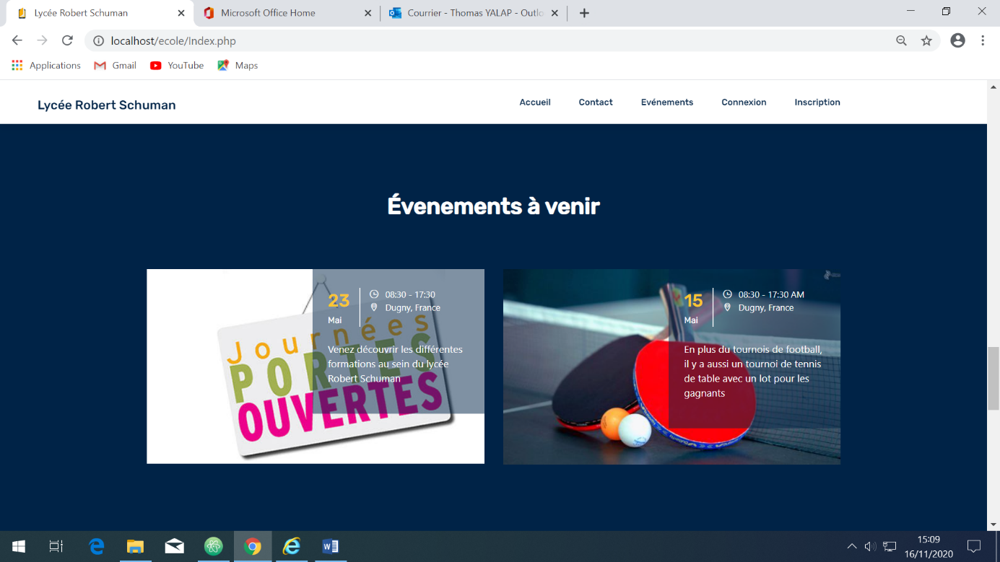 Lycée Robert Schuman
Microsoft Office Home
Courrier - Thomas YALAP - Outlo
localhost/ecole/Index.php
Applications
Gmail
YouTube
Maps
Lycée Robert Schuman
Accueil
Contact
Evénements
Connexion
Inscription
Évenements à venir
Journées
PORTES
OUVERTES
23
Mai
08:30 - 17:30
Dugny, France
Venez découvrir les différentes
formations au sein du lycée
Robert Schuman
15
Mai
08:30 - 17:30 AM
Dugny, France
En plus du tournois de football,
il y a aussi un tournoi de tennis
de table avec un lot pour les
gagnants
15:09
16/11/2020